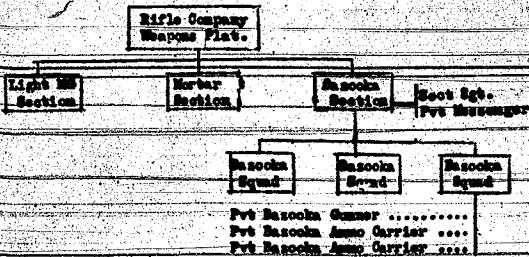 Rifle Company
Weapons Plat.
Light MG
Section
Mortar
Section
Bazooka
Section
Sect Sgt.
Pvt Messenger
Bazooka
Squad
Bazooka
Squad
Bazooka
Squad
Pvt Bazooka Gunner ..........
Pvt Bazooka Ammo Carrier ....
Pvt Bazooka Ammo Carrier ....